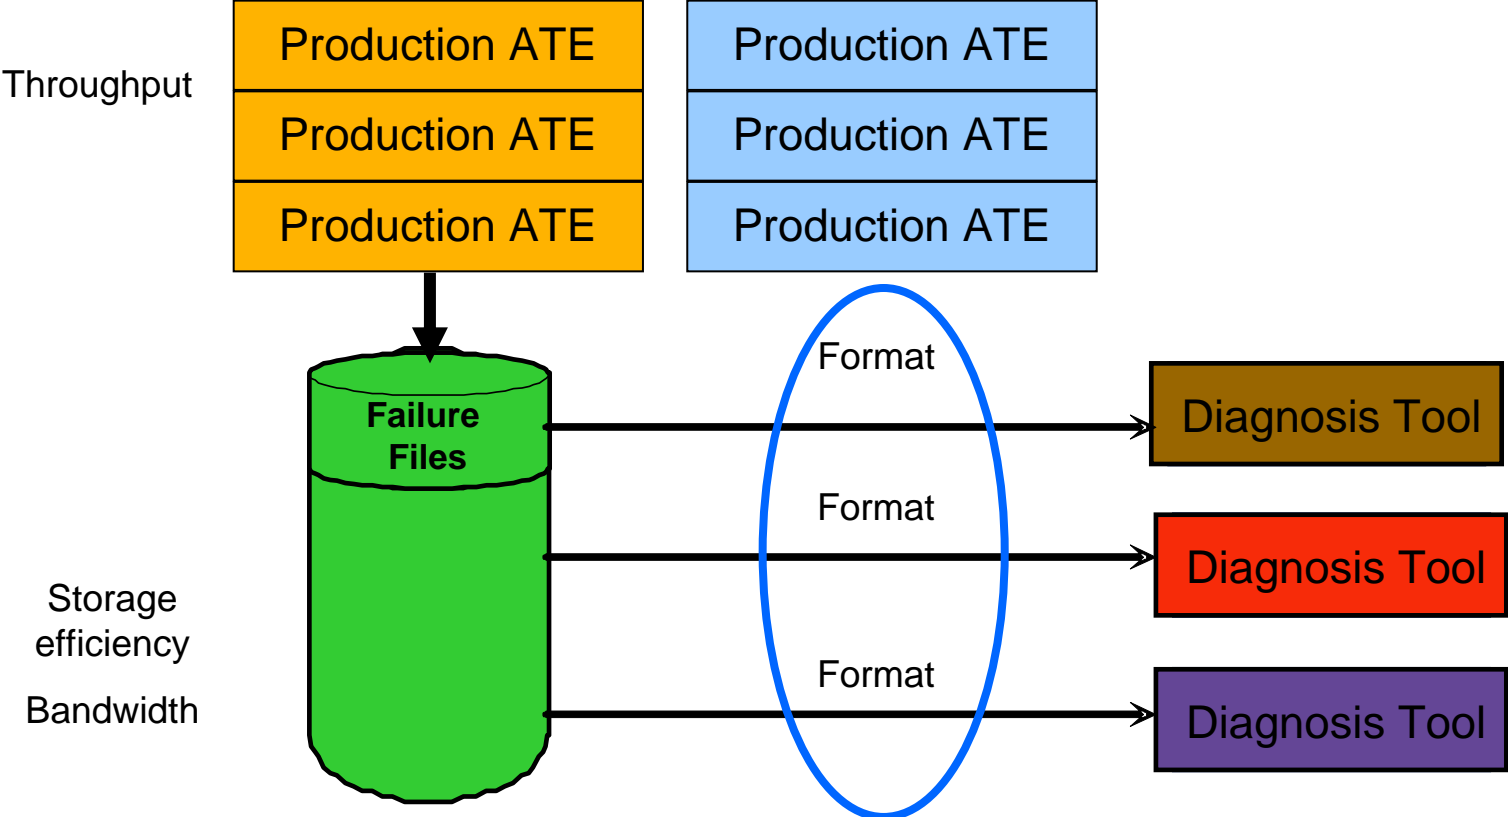 Production ATE
Production ATE
Throughput
Production ATE
Production ATE
Production ATE
Production ATE
Format
Failure
Files
Diagnosis Tool
Format
Diagnosis Tool
Storage
efficiency
Format
Bandwidth
Diagnosis Tool